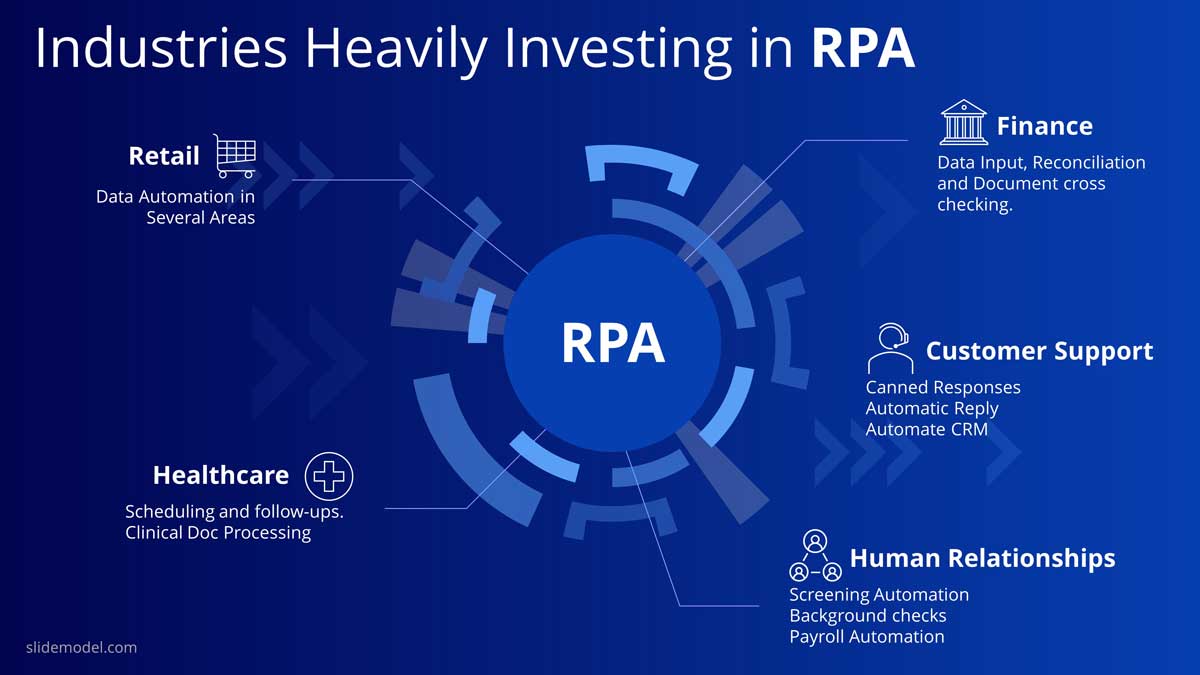 Industries Heavily Investing in RPA
Retail
Data Automation in
Several Areas
Finance
Data Input, Reconciliation
and Document cross
checking.
RPA
Customer Support
Canned Responses
Automatic Reply
Automate CRM
Healthcare
Scheduling and follow-ups.
Clinical Doc Processing
Human Relationships
Screening Automation
Background checks
Payroll Automation
slidemodel.com